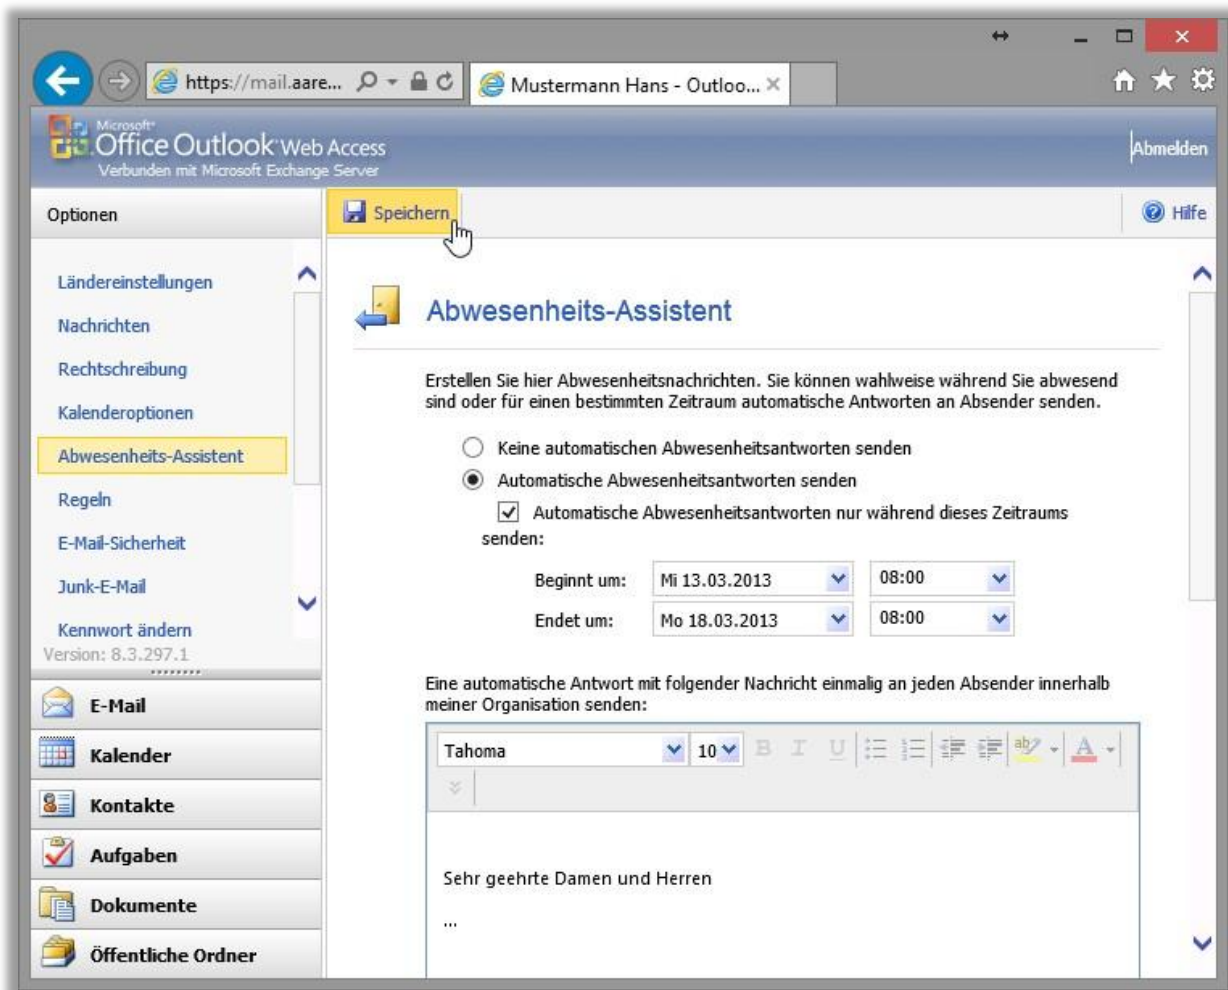 https://mail.aare...
Mustermann Hans - Outloo...
Microsoft®
Office Outlook Web Access
Verbunden mit Microsoft Exchange Server
Abmelden
Optionen
Speichern
Hilfe
Ländereinstellungen
Nachrichten
Rechtschreibung
Kalenderoptionen
Abwesenheits-Assistent
Regeln
E-Mail-Sicherheit
Junk-E-Mail
Kennwort ändern
Version: 8.3.297.1
E-Mail
Kalender
Kontakte
Aufgaben
Dokumente
Öffentliche Ordner
Abwesenheits-Assistent
Erstellen Sie hier Abwesenheitsnachrichten. Sie können wahlweise während Sie abwesend
sind oder für einen bestimmten Zeitraum automatische Antworten an Absender senden.
Keine automatischen Abwesenheitsantworten senden
Automatische Abwesenheitsantworten senden
Automatische Abwesenheitsantworten nur während dieses Zeitraums
senden:
Beginnt um: Mi 13.03.2013 08:00
Endet um: Mo 18.03.2013 08:00
Eine automatische Antwort mit folgender Nachricht einmalig an jeden Absender innerhalb
meiner Organisation senden:
Tahoma 10 B I U ab A
Sehr geehrte Damen und Herren
...